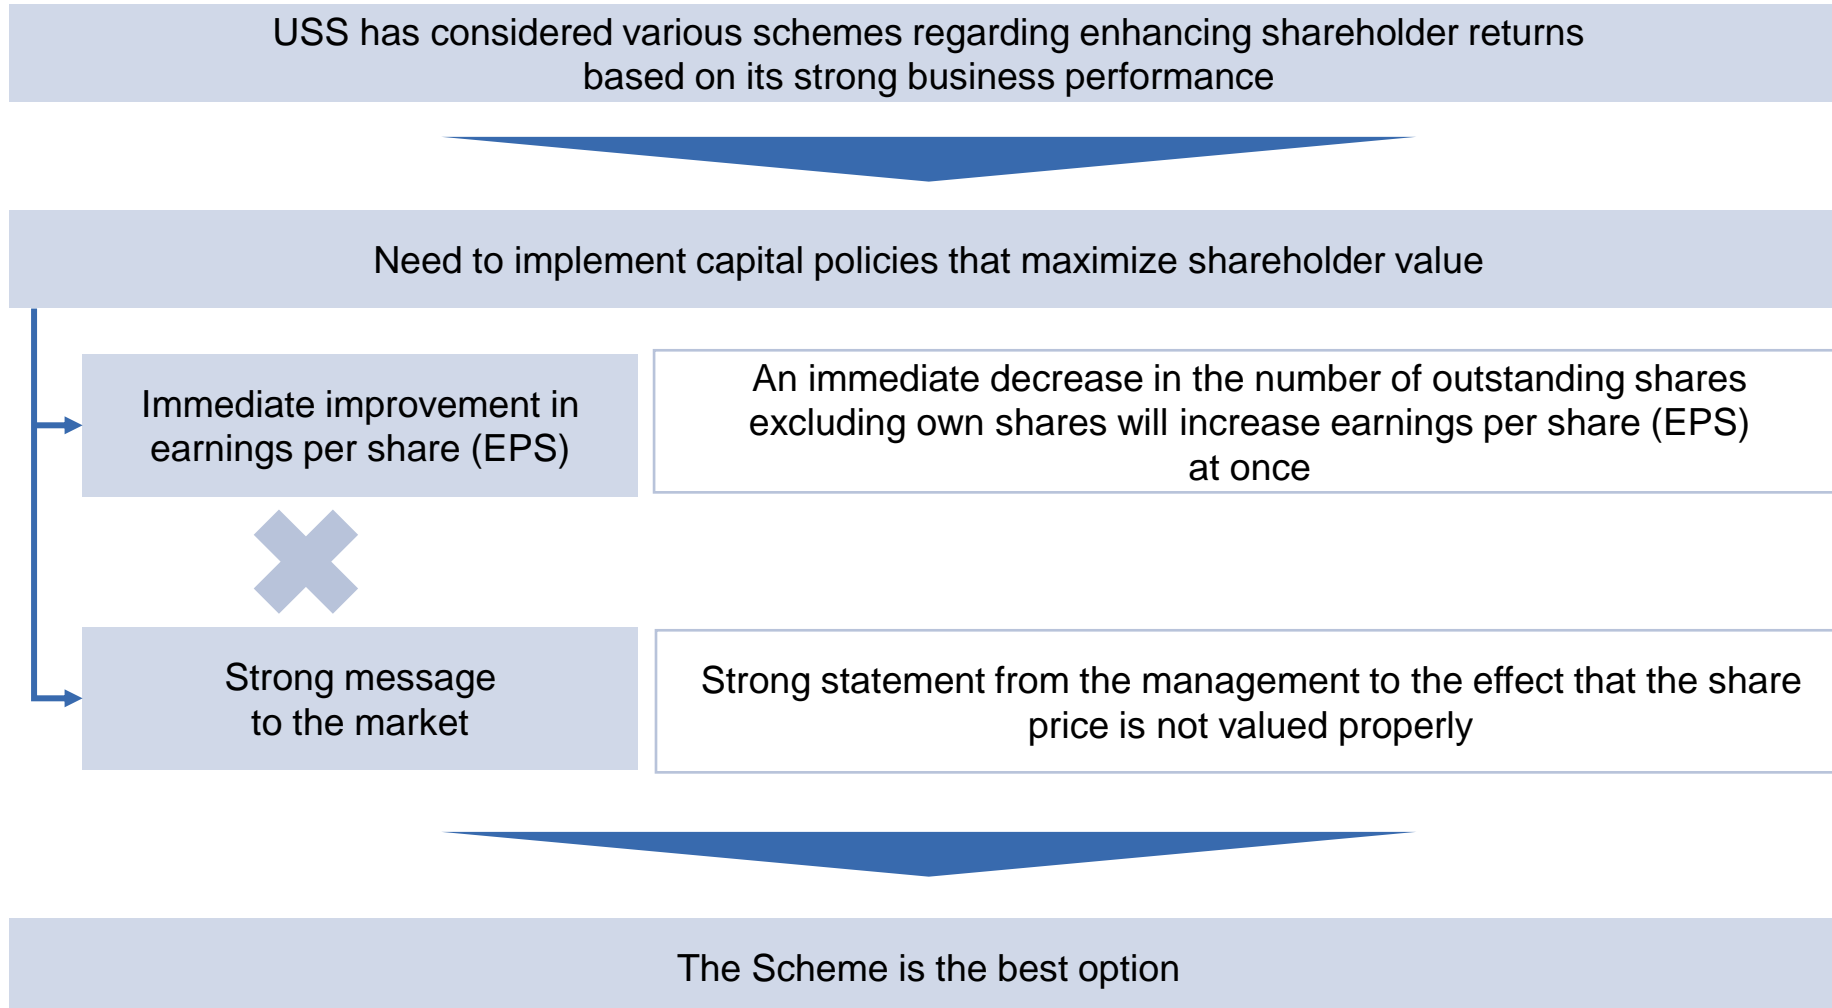 USS has considered various schemes regarding enhancing shareholder returns
based on its strong business performance
Need to implement capital policies that maximize shareholder value
Immediate improvement in
earnings per share (EPS)
An immediate decrease in the number of outstanding shares
excluding own shares will increase earnings per share (EPS)
at once
Strong message
to the market
Strong statement from the management to the effect that the share
price is not valued properly
The Scheme is the best option